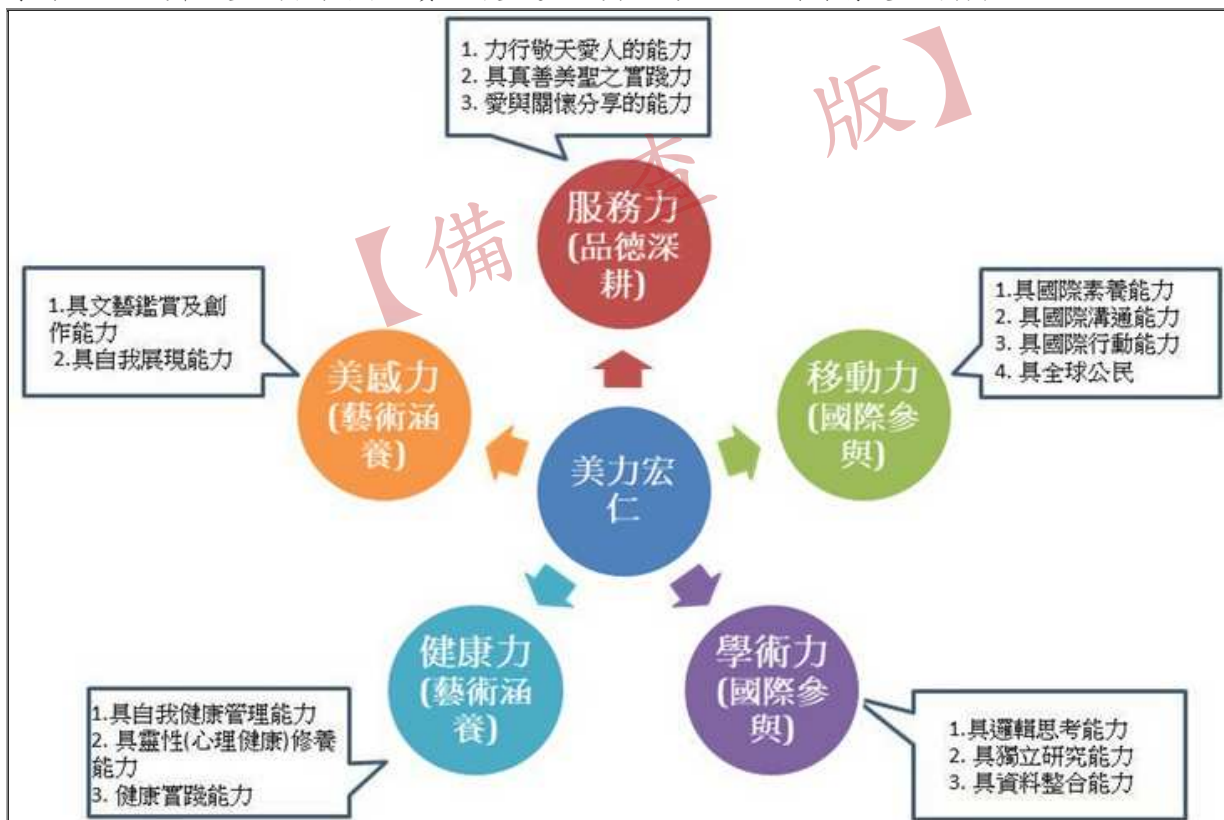 1. 力行敬天愛人的能力
2. 具真善美聖之實踐力
3. 愛與關懷分享的能力
【備 查 版】
服務力
(品德深
耕)
1.具文藝鑑賞及創
作能力
2.具自我展現能力
美感力
(藝術涵
養)
1.具國際素養能力
2. 具國際溝通能力
3. 具國際行動能力
4. 具全球公民
移動力
(國際參
與)
美力宏
仁
健康力
(藝術涵
養)
1.具自我健康管理能力
2. 具靈性(心理健康)修養
能力
3. 健康實踐能力
學術力
(國際參
與)
1.具邏輯思考能力
2. 具獨立研究能力
3. 具資料整合能力